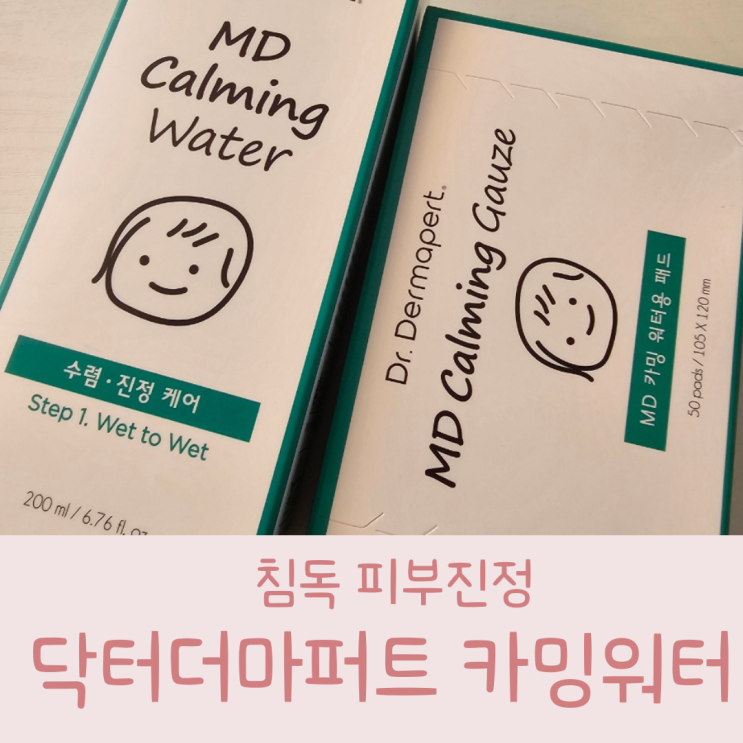 MD
Calming
Water
수렴·진정 케어
Step 1. Wet to Wet
200 ml / 6.76 fl. oz
Dr. Dermapert.
MD Calming Gauze
MD 카밍 워터용 패드
50 pads / 105 X 120 mm
침독 피부진정
닥터더마퍼트 카밍워터